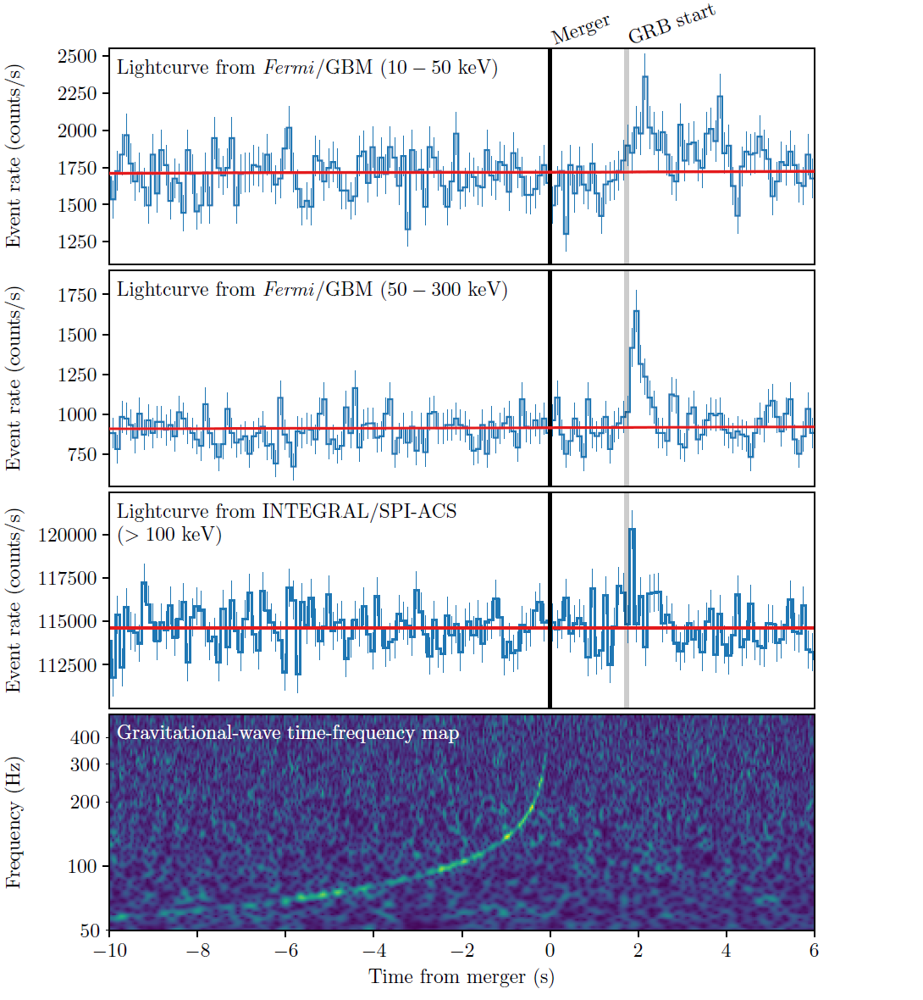 Merger
GRB start
Lightcurve from Fermi/GBM (10 − 50 keV)
Event rate (counts/s)
2500
2250
2000
1750
1500
1250
Lightcurve from Fermi/GBM (50 − 300 keV)
Event rate (counts/s)
1750
1500
1250
1000
750
Lightcurve from INTEGRAL/SPI-ACS
(> 100 keV)
Event rate (counts/s)
120000
117500
115000
112500
Gravitational-wave time-frequency map
Frequency (Hz)
400
300
200
100
50
−10 −8 −6 −4 −2 0 2 4 6
Time from merger (s)